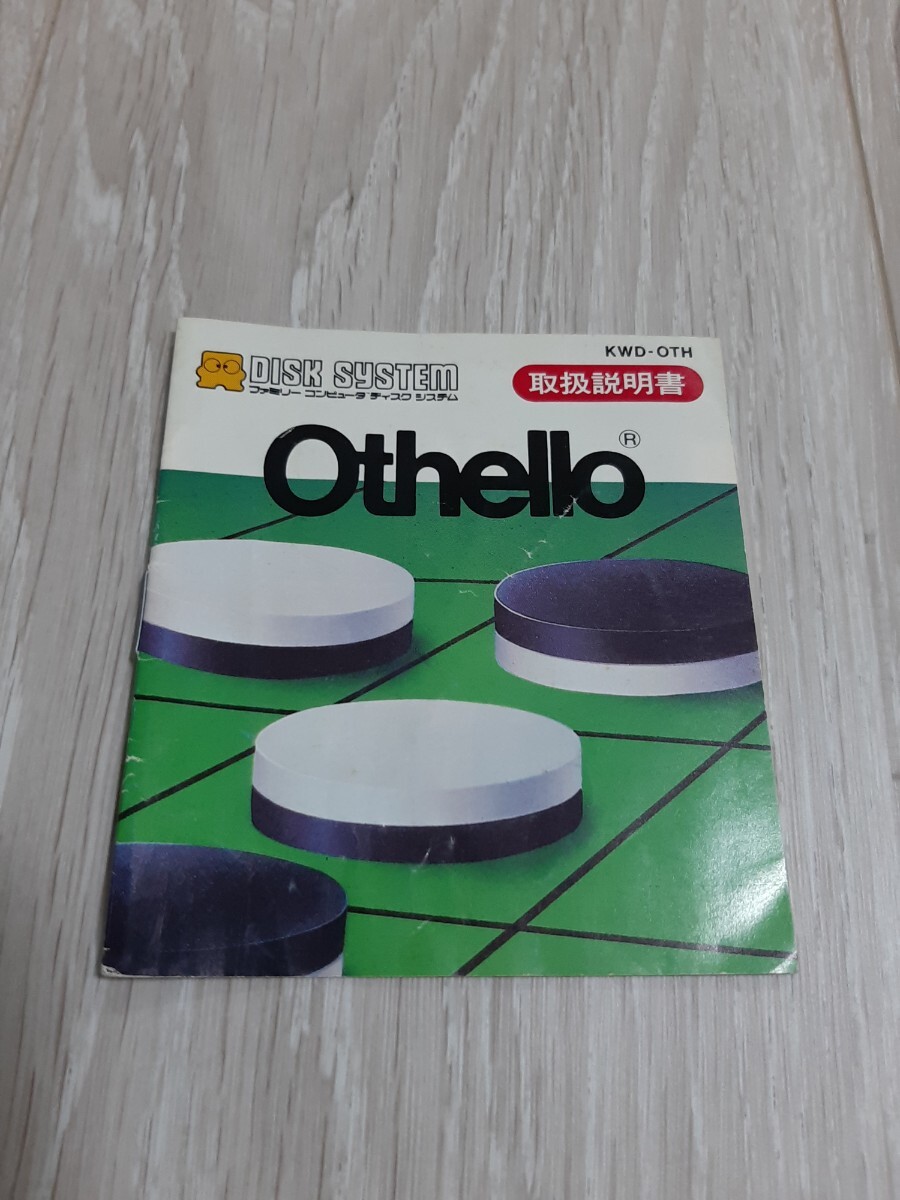 KWD-OTH
DISK SYSTEM
ファミリー コンピュータ ディスク システム
取扱説明書
Othello®